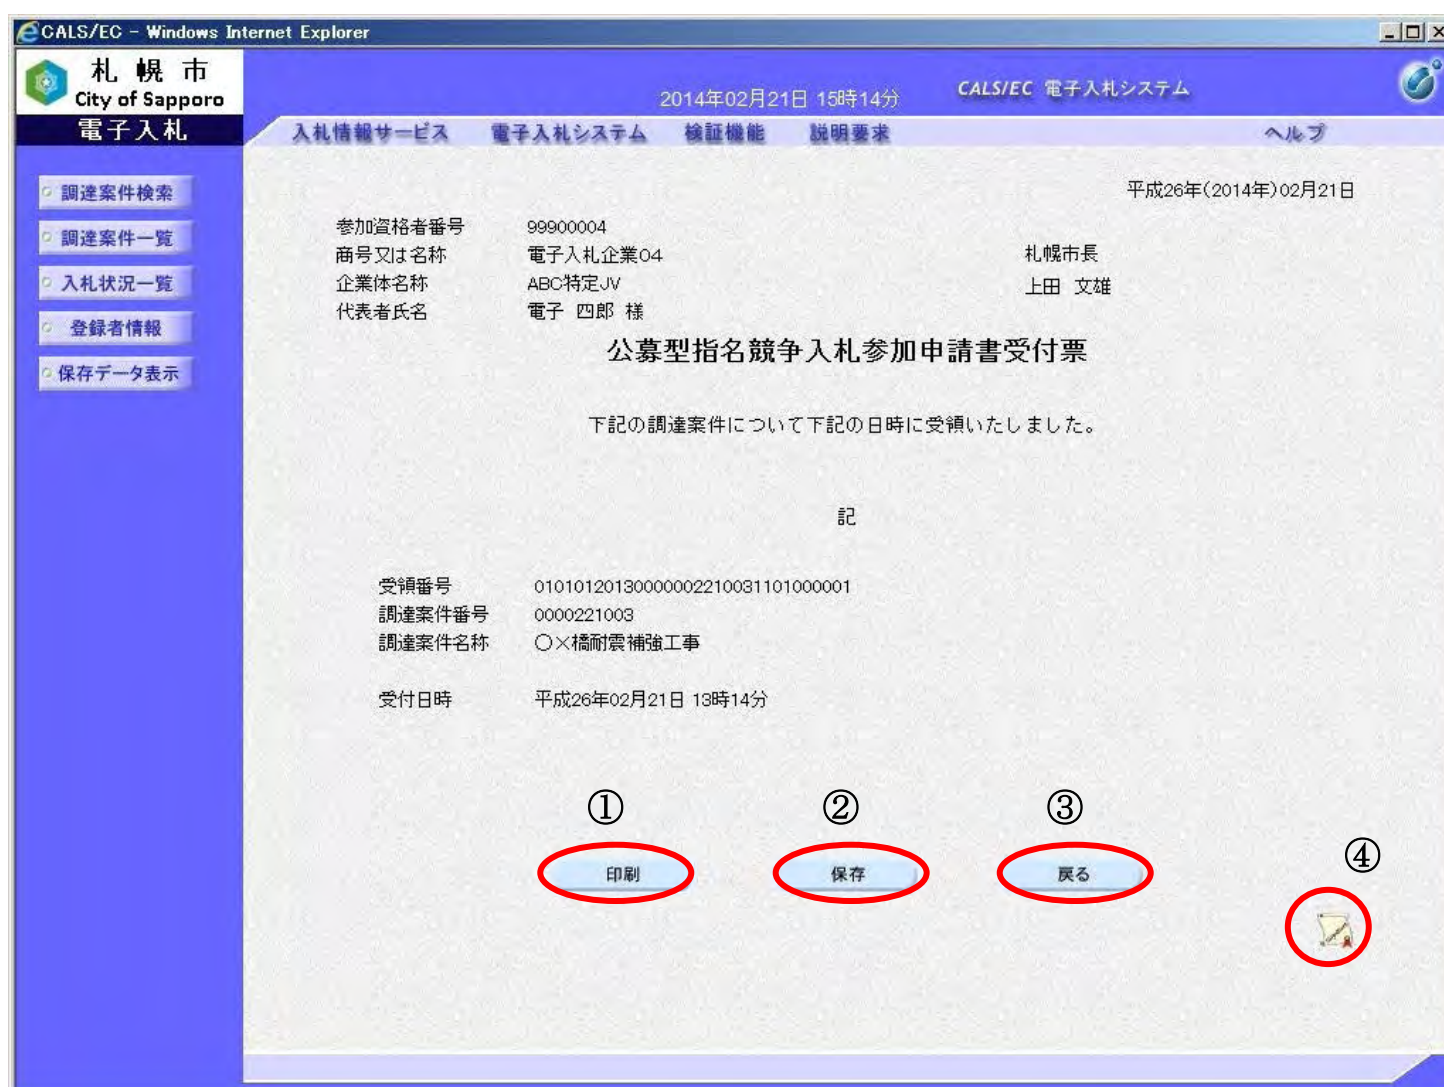 CALS/EC - Windows Internet Explorer
札幌市
City of Sapporo
電子入札
2014年02月21日 15時14分
CALS/EC 電子入札システム
入札情報サービス 電子入札システム 検証機能 説明要求 ヘルプ
調達案件検索
調達案件一覧
入札状況一覧
登録者情報
保存データ表示
平成26年(2014年)02月21日
参加資格者番号 99900004
商号又は名称 電子入札企業04
企業体名称 ABC特定JV
代表者氏名 電子 四郎 様
札幌市長
上田 文雄
公募型指名競争入札参加申請書受付票
下記の調達案件について下記の日時に受領いたしました。
記
受領番号 01010120130000002210031101000001
調達案件番号 0000221003
調達案件名称 〇×橋耐震補強工事
受付日時 平成26年02月21日 13時14分
① ② ③
④
印刷 保存 戻る